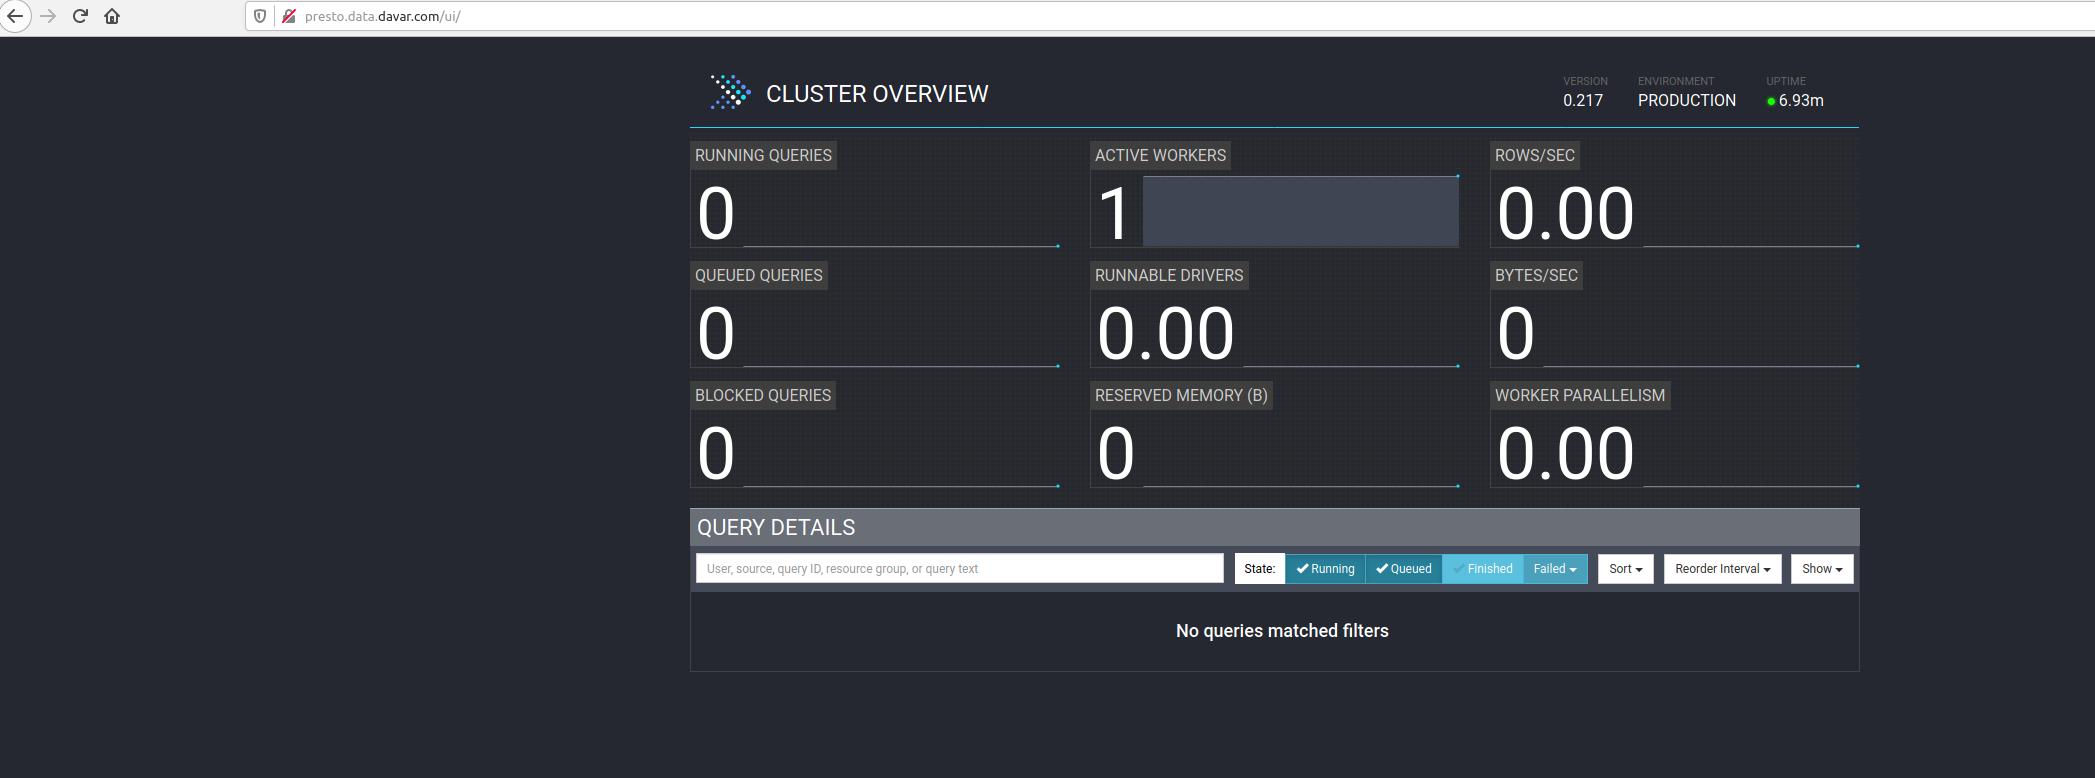 presto.data.davar.com/ui/
CLUSTER OVERVIEW
VERSION
0.217
ENVIRONMENT
PRODUCTION
UPTIME
6.93m
RUNNING QUERIES
0
ACTIVE WORKERS
1
ROWS/SEC
0.00
QUEUED QUERIES
0
RUNNABLE DRIVERS
0.00
BYTES/SEC
0
BLOCKED QUERIES
0
RESERVED MEMORY (B)
0
WORKER PARALLELISM
0.00
QUERY DETAILS
User, source, query ID, resource group, or query text
State: Running Queued Finished Failed Sort Reorder Interval Show
No queries matched filters